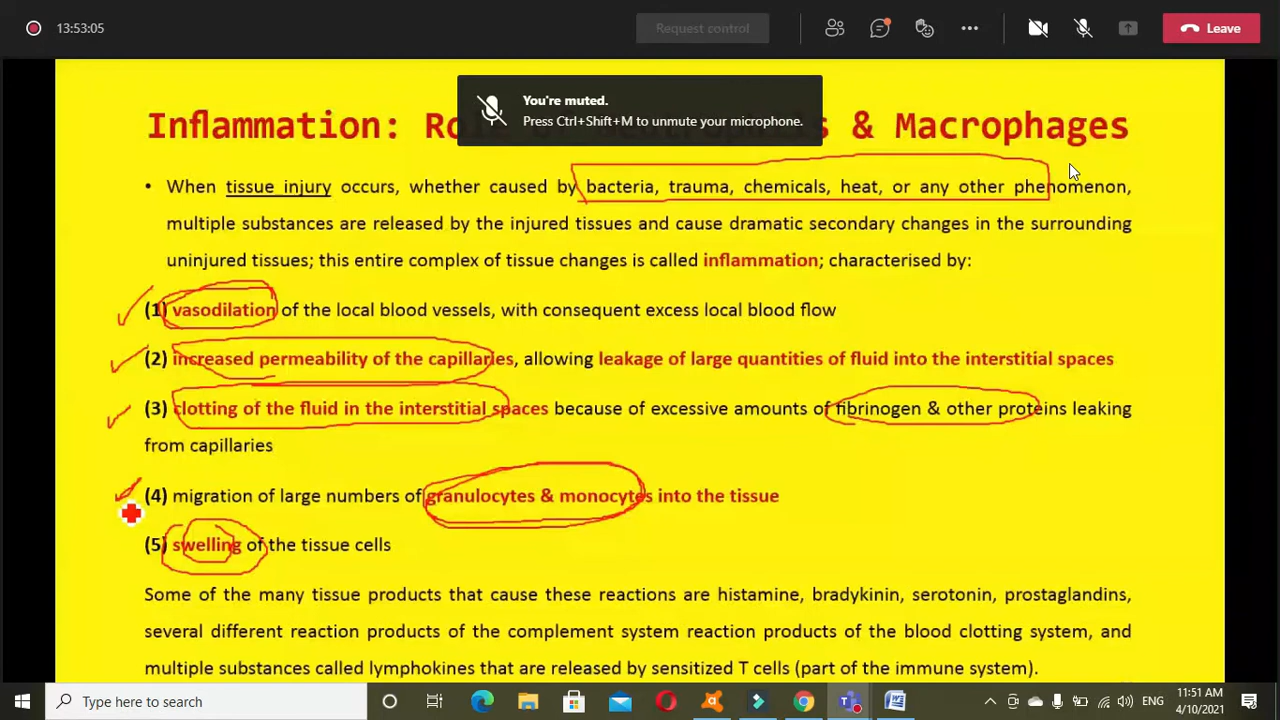 13:53:05
Request control
Leave
You're muted.
Press Ctrl+Shift+M to unmute your microphone.
Inflammation: & Macrophages
• When tissue injury occurs, whether caused by bacteria, trauma, chemicals, heat, or any other phenomenon,
multiple substances are released by the injured tissues and cause dramatic secondary changes in the surrounding
uninjured tissues; this entire complex of tissue changes is called inflammation; characterised by:
(1) vasodilation of the local blood vessels, with consequent excess local blood flow
(2) increased permeability of the capillaries, allowing leakage of large quantities of fluid into the interstitial spaces
(3) clotting of the fluid in the interstitial spaces because of excessive amounts of fibrinogen & other proteins leaking
from capillaries
(4) migration of large numbers of granulocytes & monocytes into the tissue
(5) swelling of the tissue cells
Some of the many tissue products that cause these reactions are histamine, bradykinin, serotonin, prostaglandins,
several different reaction products of the complement system reaction products of the blood clotting system, and
multiple substances called lymphokines that are released by sensitized T cells (part of the immune system).
Type here to search
ENG
11:51 AM
4/10/2021